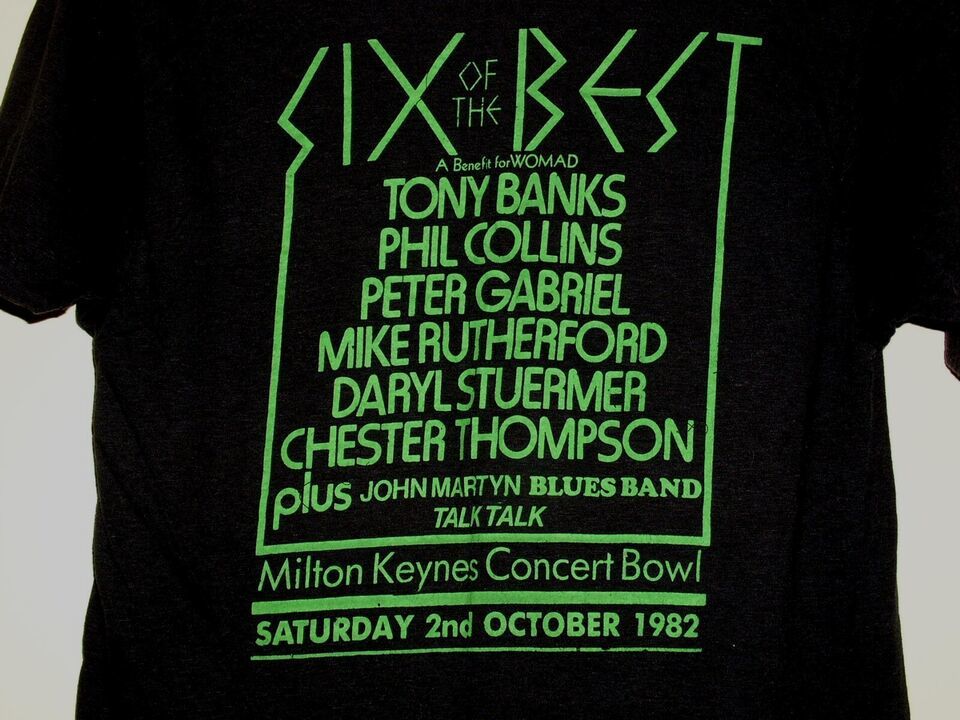 SIX OF THE BEST
A Benefit for WOMAD
TONY BANKS
PHIL COLLINS
PETER GABRIEL
MIKE RUTHERFORD
DARYL STUERMER
CHESTER THOMPSON
plus JOHN MARTYN BLUES BAND
TALK TALK
Milton Keynes Concert Bowl
SATURDAY 2nd OCTOBER 1982